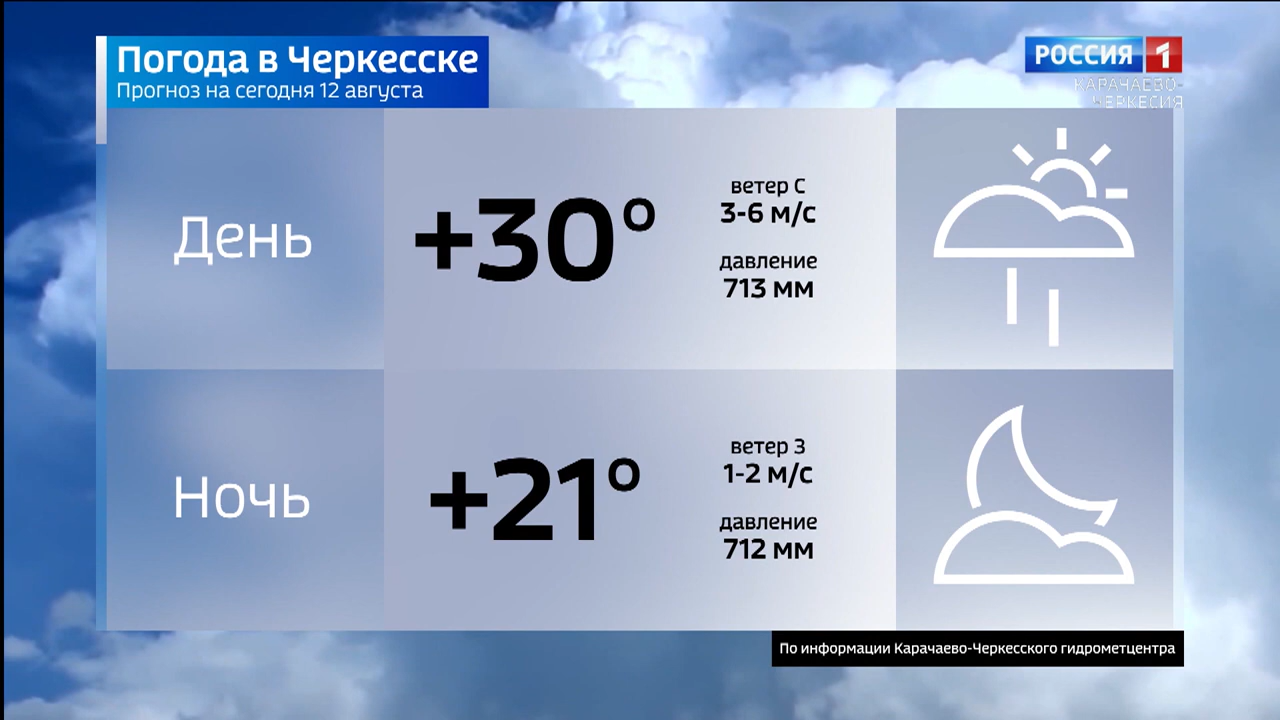 Погода в Черкесске
Прогноз на сегодня 12 августа
РОССИЯ 1
КАРАЧАЕВО-
ЧЕРКЕСИЯ
День
+30°
ветер С
3-6 м/с
давление
713 мм
Ночь
+21°
ветер З
1-2 м/с
давление
712 мм
По информации Карачаево-Черкесского гидрометцентра